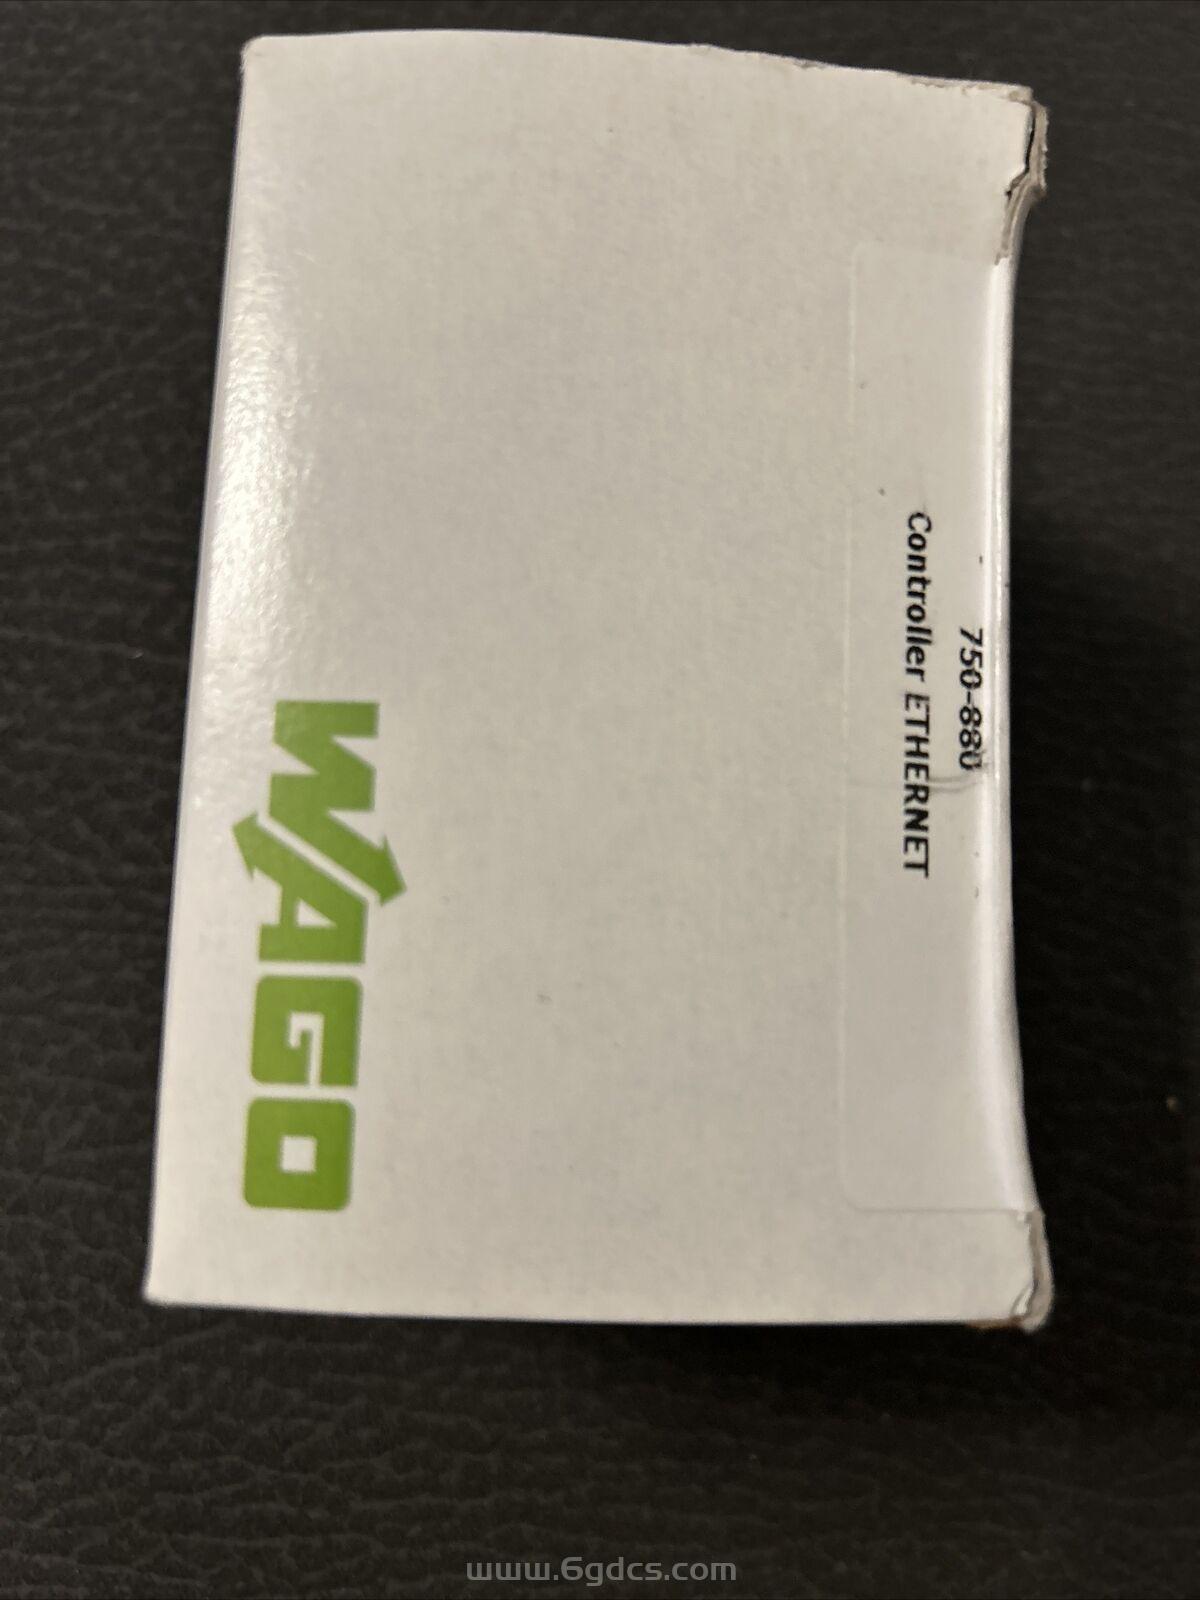 750-880
Controller ETHERNET
WAGO
www.6gdcs.com